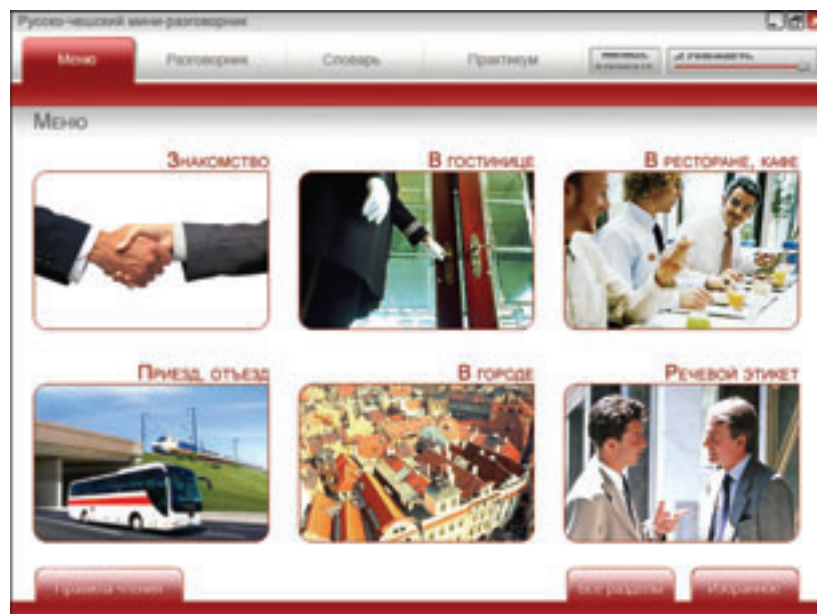 Русско-чешский мини-разговорник
Меню Разговорник Словарь Практикум
Меню
Знакомство В гостинице В ресторане, кафе
Приезд, отъезд В городе Речевой этикет
Правила чтения Все разделы Избранное